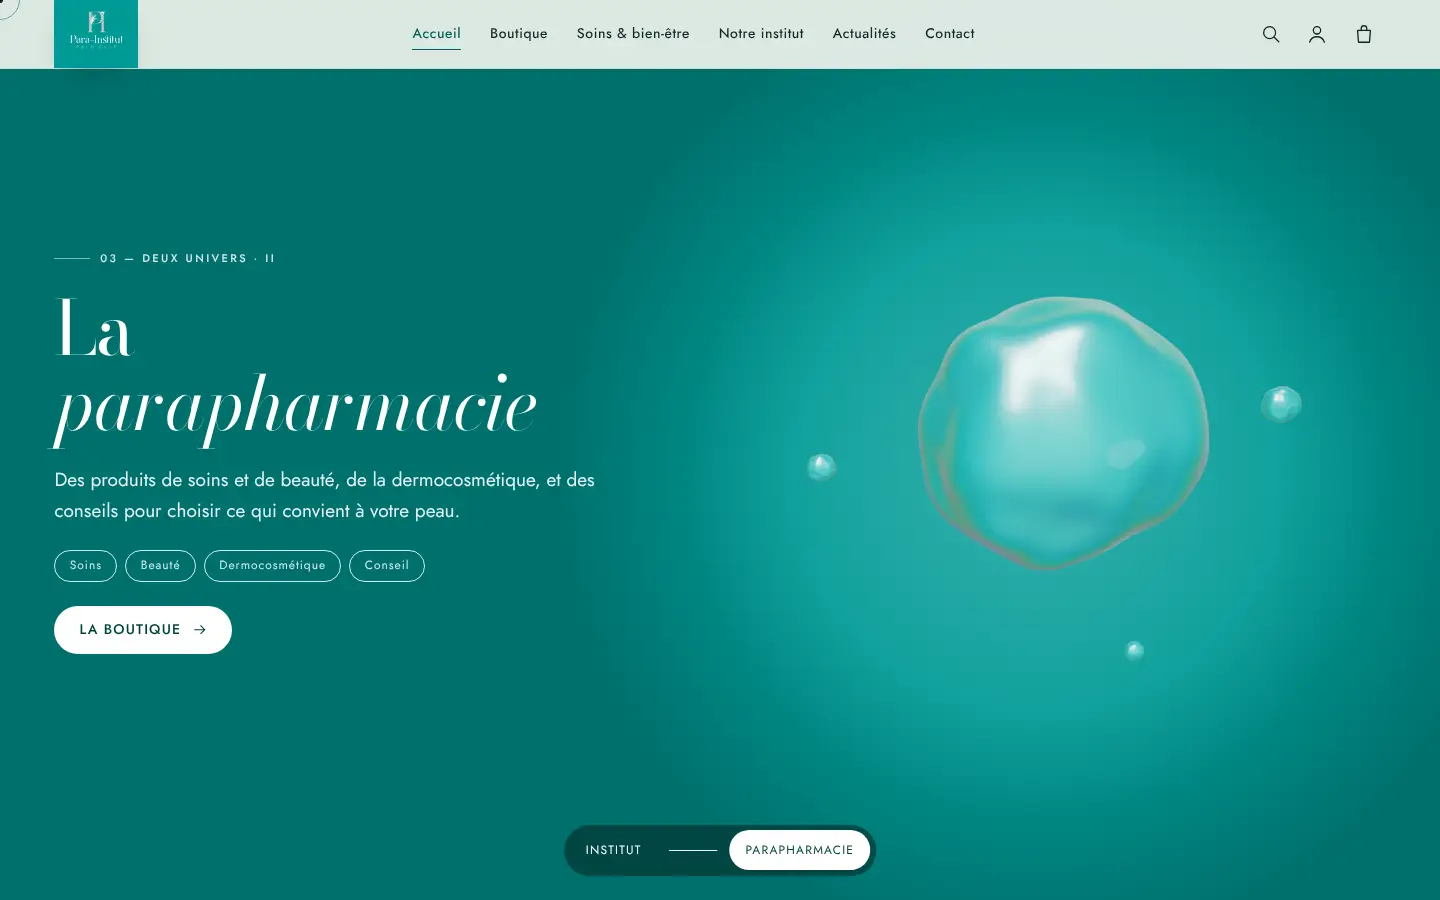 Para-Institut
Accueil
Boutique
Soins & bien-être
Notre institut
Actualités
Contact
03 — DEUX UNIVERS · II
La
parapharmacie
Des produits de soins et de beauté, de la dermocosmétique, et des
conseils pour choisir ce qui convient à votre peau.
Soins
Beauté
Dermocosmétique
Conseil
LA BOUTIQUE →
INSTITUT
PARAPHARMACIE